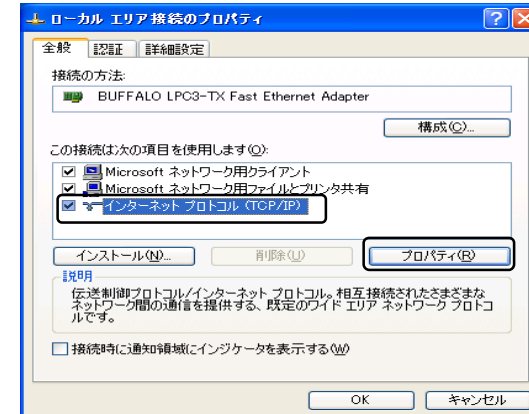 ローカル エリア接続のプロパティ
全般 認証 詳細設定
接続の方法:
BUFFALO LPC3-TX Fast Ethernet Adapter
構成(C)...
この接続は次の項目を使用します(O):
Microsoft ネットワーク用クライアント
Microsoft ネットワーク用ファイルとプリンタ共有
インターネット プロトコル (TCP/IP)
インストール(N)... 削除(U) プロパティ(R)
説明
伝送制御プロトコル/インターネット プロトコル。相互接続されたさまざまな
ネットワーク間の通信を提供する、既定のワイド エリア ネットワーク プロトコ
ルです。
接続時に通知領域にインジケータを表示する(W)
OK キャンセル